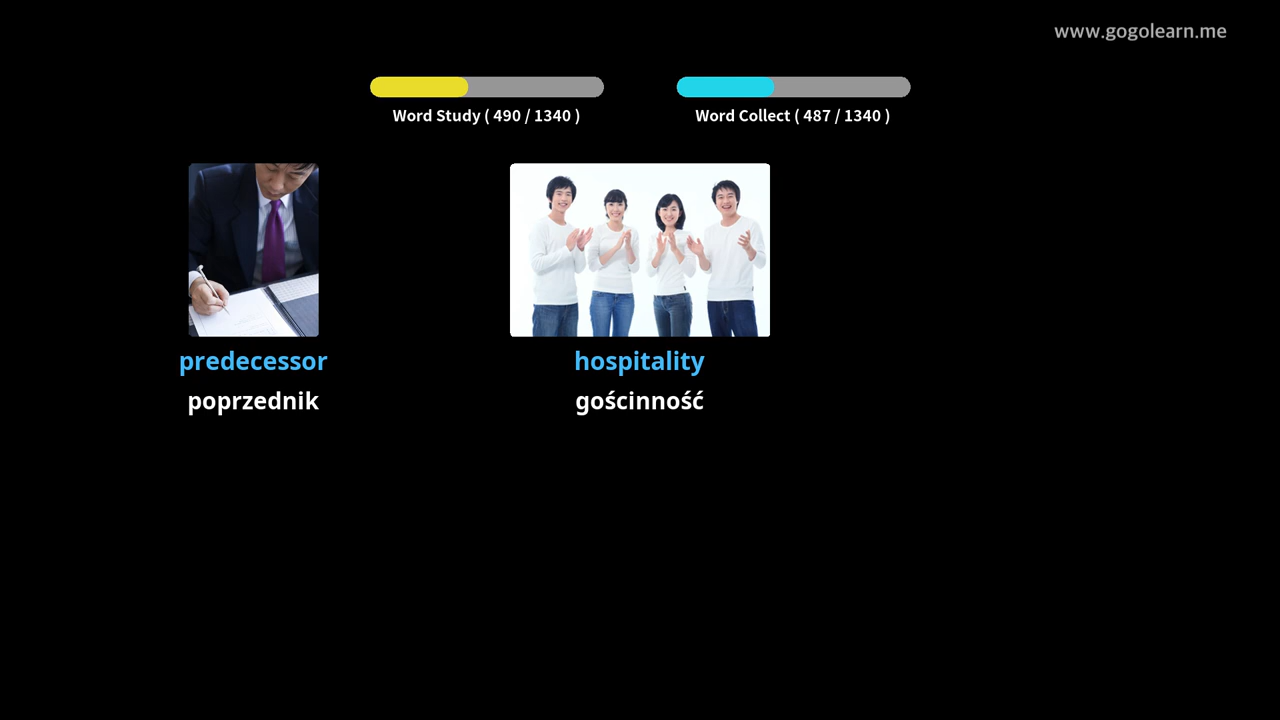 www.gogolearn.me
Word Study ( 490 / 1340 )
Word Collect ( 487 / 1340 )
predecessor
poprzednik
hospitality
gościnność